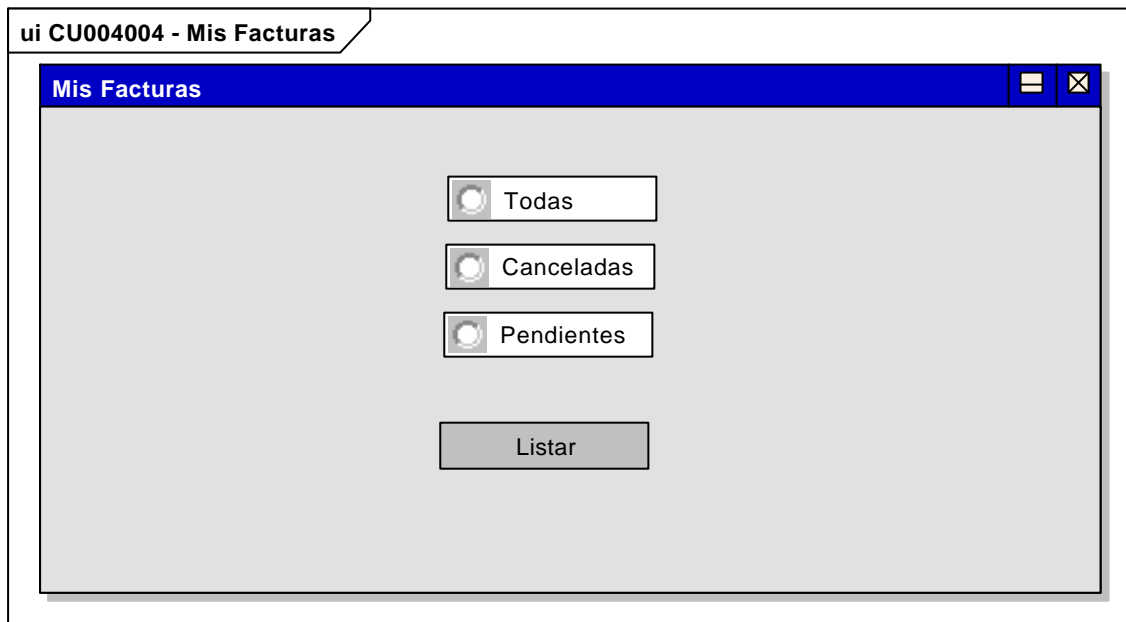 ui CU004004 - Mis Facturas
Mis Facturas
Todas
Canceladas
Pendientes
Listar